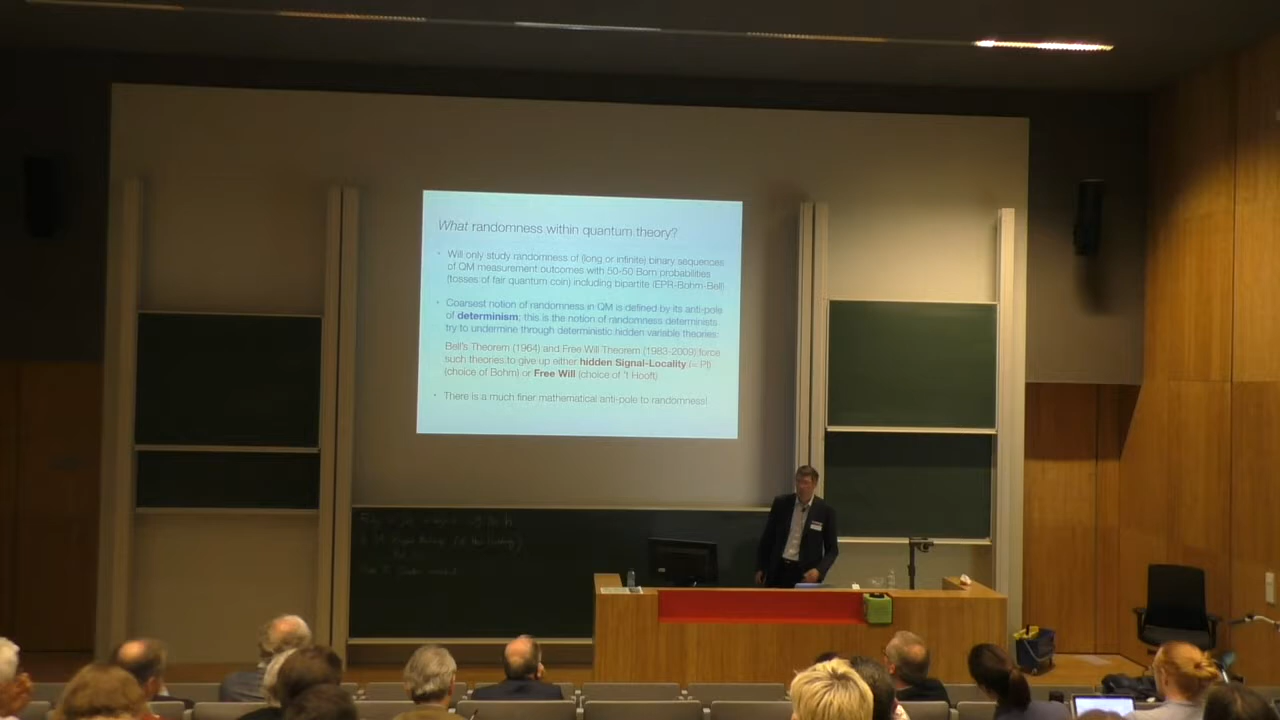 What randomness within quantum theory?
• Will only study randomness of (long or infinite) binary sequences
of QM measurement outcomes with 50-50 Born probabilities
(tosses of fair quantum coin) including bipartite (EPR-Bohm-Bell)
• Coarsest notion of randomness in QM is defined by its anti-pole
of determinism; this is the notion of randomness determinists
try to undermine through deterministic hidden variable theories:
Bell's Theorem (1964) and Free Will Theorem (1983-2009) force
such theories to give up either hidden Signal-Locality (= PI)
(choice of Bohm) or Free Will (choice of 't Hooft)
• There is a much finer mathematical anti-pole to randomness!